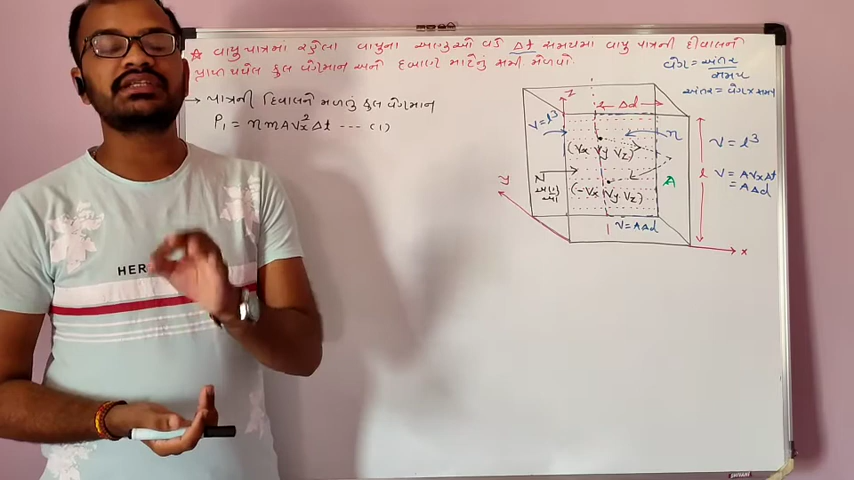 ★ વાયુપાત્રમાં રહેલા વાયુના અણુઓ વડે Δt સમયમાં વાયુ પાત્રની દીવાલને
પ્રાપ્ત થયેલ કુલ વેગમાન અને દબાણ માટેનું સમી મેળવો.
→ પાત્રની દિવાલને મળતું કુલ વેગમાન
P₁ = nmAVx²Δt --- (1)
વેગ = અંતર / સમય
અંતર = વેગ × સમય
z
Δd
V = l³
n
(Vx Vy Vz)
V = l³
y
N
l
V = AVxΔt
= AΔd
A
(-Vx, Vy Vz)
V = AΔd
x
HER